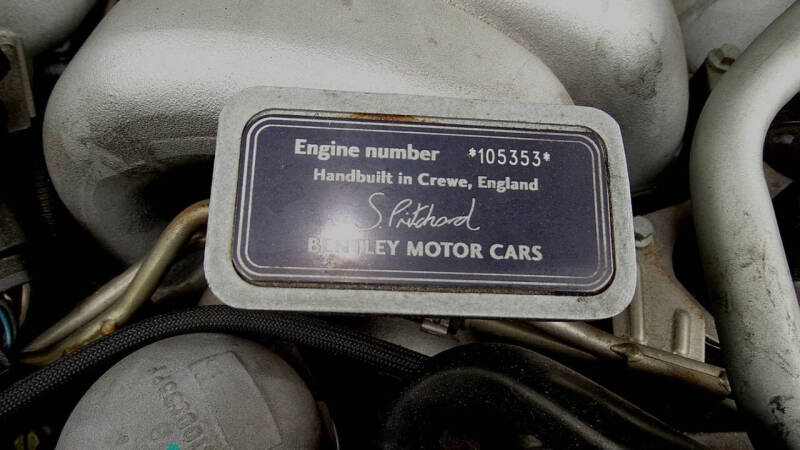 Engine number *105353*
Handbuilt in Crewe, England
S. Pritchard
BENTLEY MOTOR CARS